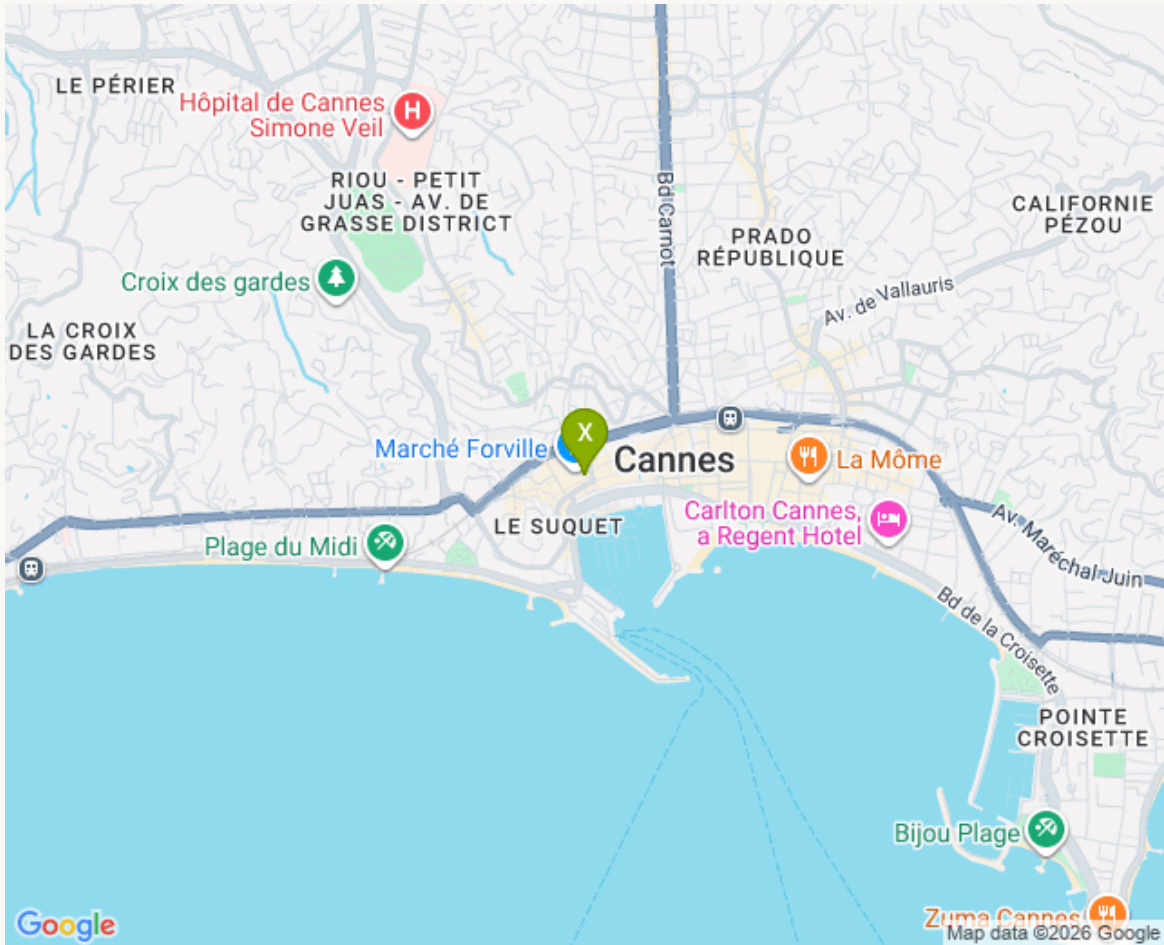 LE PÉRIER
Hôpital de Cannes
Simone Veil
H
RIOU - PETIT
JUAS - AV. DE
GRASSE DISTRICT
Bd Carnot
CALIFORNIE
PÉZOU
PRADO
RÉPUBLIQUE
Croix des gardes
Av. de Vallauris
LA CROIX
DES GARDES
X
Marché Forville
Cannes
La Môme
Carlton Cannes,
a Regent Hotel
LE SUQUET
Plage du Midi
Av. Maréchal Juin
Bd de la Croisette
POINTE
CROISETTE
Bijou Plage
Zuma Cannes
Google
Map data ©2026 Google